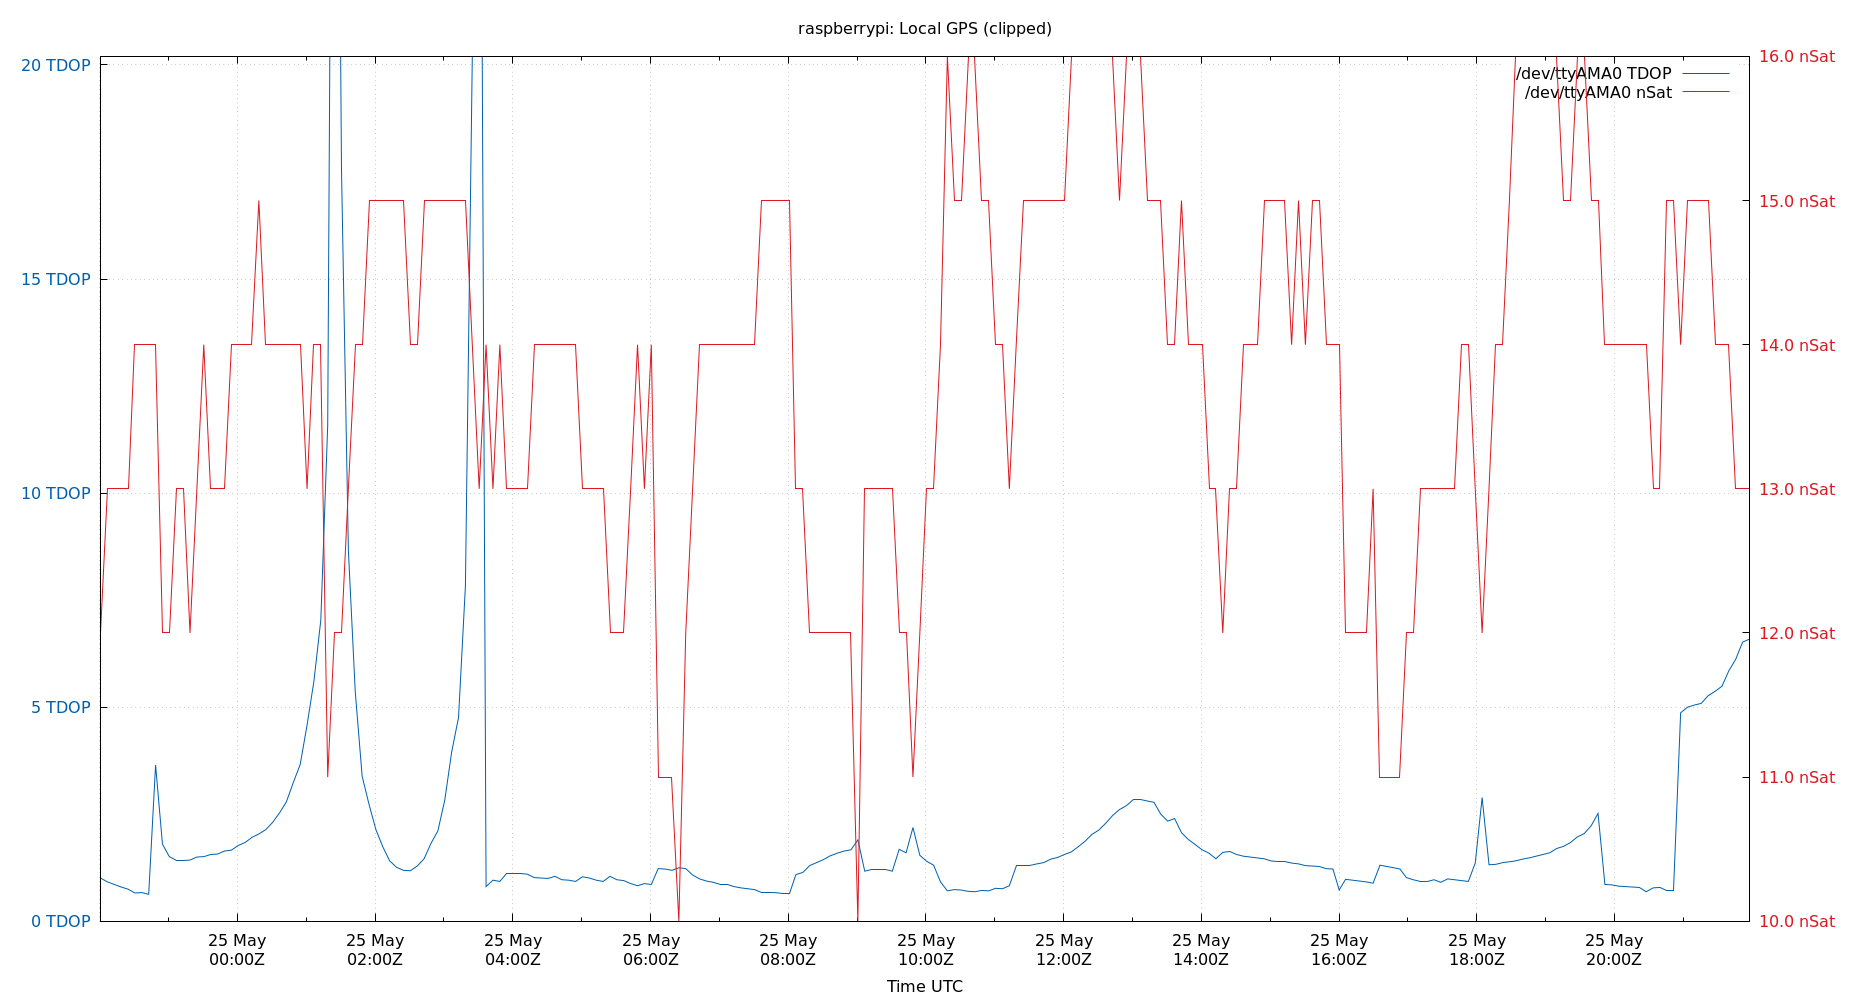 raspberrypi: Local GPS (clipped)
20 TDOP
15 TDOP
10 TDOP
5 TDOP
0 TDOP
16.0 nSat
15.0 nSat
14.0 nSat
13.0 nSat
12.0 nSat
11.0 nSat
10.0 nSat
/dev/ttyAMA0 TDOP
/dev/ttyAMA0 nSat
25 May
00:00Z
25 May
02:00Z
25 May
04:00Z
25 May
06:00Z
25 May
08:00Z
25 May
10:00Z
25 May
12:00Z
25 May
14:00Z
25 May
16:00Z
25 May
18:00Z
25 May
20:00Z
Time UTC